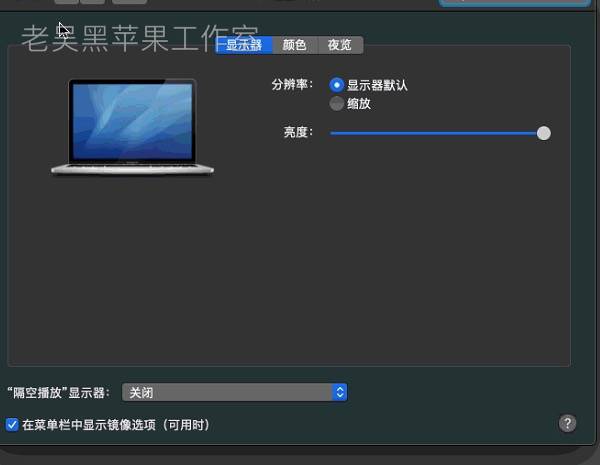 老吴黑苹果工作室
显示器 颜色 夜览
分辨率： 显示器默认
缩放
亮度：
“隔空播放”显示器： 关闭
在菜单栏中显示镜像选项（可用时）
?